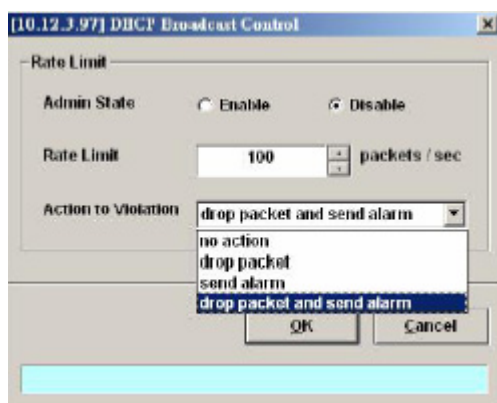 [10.12.3.97] DHCP Broadcast Control
Rate Limit
Admin State Enable Disable
Rate Limit 100 packets / sec
Action to Violation drop packet and send alarm
no action
drop packet
send alarm
drop packet and send alarm
OK Cancel